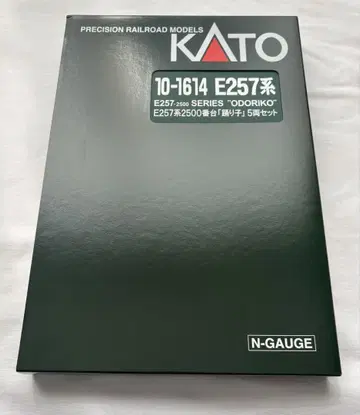 PRECISION RAILROAD MODELS
KATO
10-1614 E257系
E257-2500 SERIES "ODORIKO"
E257系2500番台「踊り子」5両セット
N-GAUGE